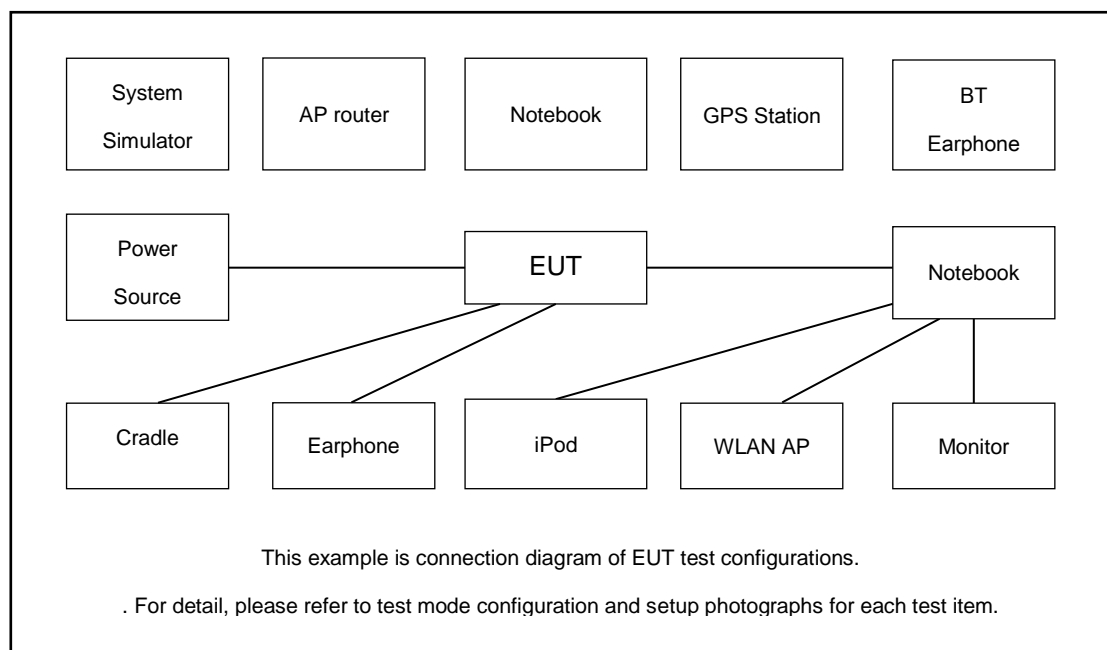 System
Simulator
AP router
Notebook
GPS Station
BT
Earphone
Power
Source
EUT
Notebook
Cradle
Earphone
iPod
WLAN AP
Monitor
This example is connection diagram of EUT test configurations.
. For detail, please refer to test mode configuration and setup photographs for each test item.